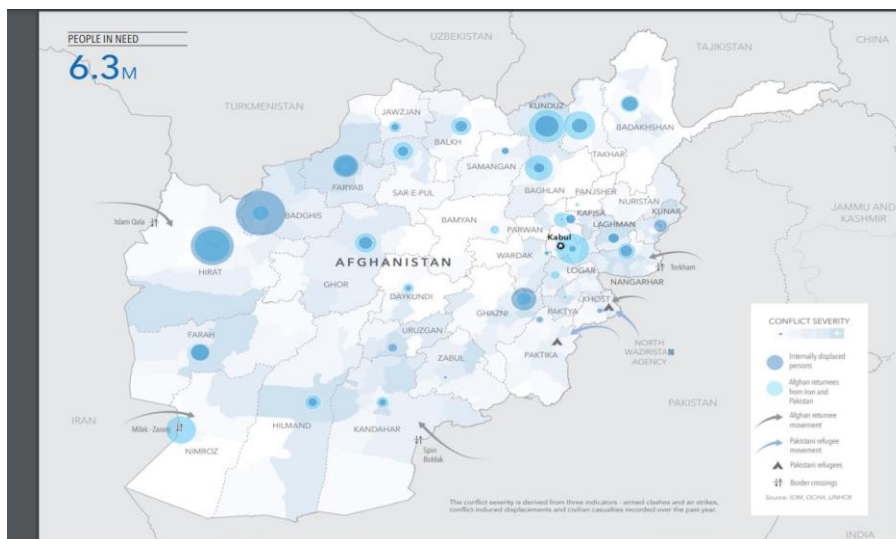 PEOPLE IN NEED
6.3M
UZBEKISTAN
TAJIKISTAN
CHINA
TURKMENISTAN
JAWZJAN
BALKH
KUNDUZ
BADAKHSHAN
TAKHAR
SAMANGAN
FARYAB
SAR-E-PUL
BAGHLAN
PANJSHER
NURISTAN
JAMMU AND
KASHMIR
Islam Qala
BADGHIS
BAMYAN
PARWAN
KAPISA
KUNAR
LAGHMAN
Kabul
WARDAK
AFGHANISTAN
HIRAT
GHOR
LOGAR
Torkham
NANGARHAR
DAYKUNDI
GHAZNI
PAKTYA
KHOST
FARAH
URUZGAN
ZABUL
PAKTIKA
NORTH
WAZIRISTAN
AGENCY
IRAN
Milak - Zaranj
HILMAND
KANDAHAR
PAKISTAN
NIMROZ
Spin
Boldak
CONFLICT SEVERITY
-
+
Internally displaced
persons
Afghan returnees
from Iran and
Pakistan
Afghan returnee
movement
Pakistani refugee
movement
Pakistani refugees
Border crossings
Source: IOM, OCHA, UNHCR
The conflict severity is derived from three indicators - armed clashes and air strikes,
conflict-induced displacements and civilian casualties recorded over the past year.
INDIA